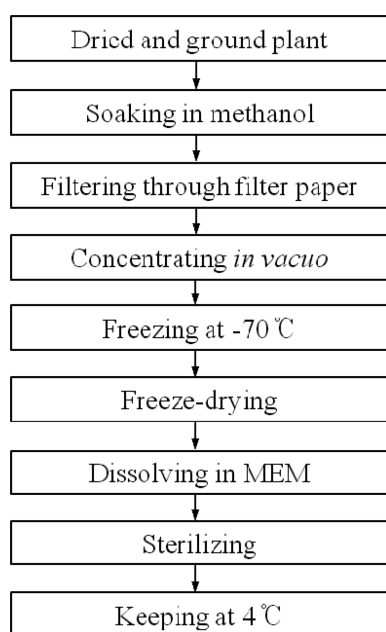 Dried and ground plant
Soaking in methanol
Filtering through filter paper
Concentrating in vacuo
Freezing at -70℃
Freeze-drying
Dissolving in MEM
Sterilizing
Keeping at 4℃